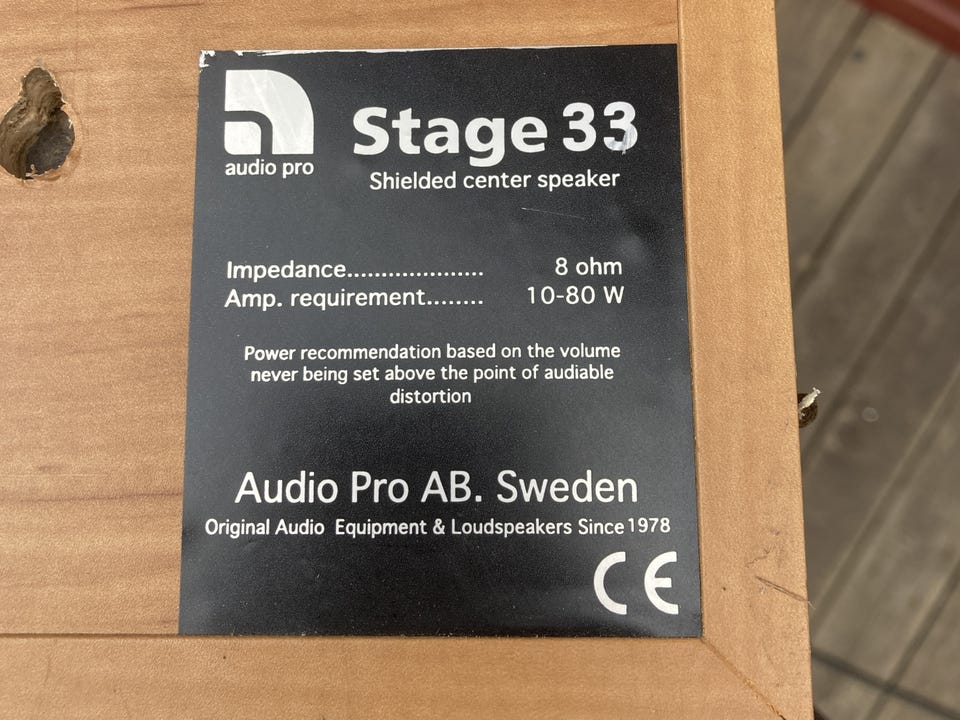 audio pro
Stage 33
Shielded center speaker
Impedance.................... 8 ohm
Amp. requirement........ 10-80 W
Power recommendation based on the volume
never being set above the point of audiable
distortion
Audio Pro AB. Sweden
Original Audio Equipment & Loudspeakers Since 1978
CE